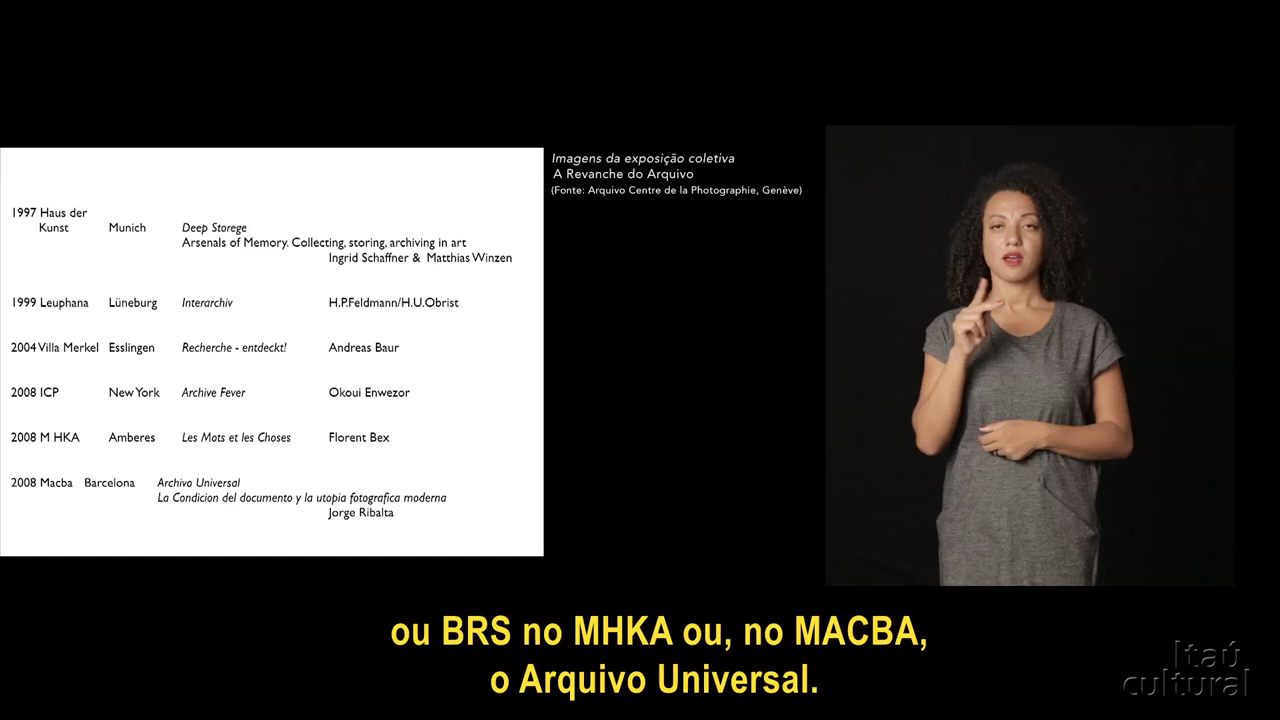 1997 Haus der
Kunst Munich Deep Storege
Arsenals of Memory. Collecting, storing, archiving in art
Ingrid Schaffner & Matthias Winzen
1999 Leuphana Lüneburg Interarchiv H.P.Feldmann/H.U.Obrist
2004 Villa Merkel Esslingen Recherche - entdeckt! Andreas Baur
2008 ICP New York Archive Fever Okoui Enwezor
2008 M HKA Amberes Les Mots et les Choses Florent Bex
2008 Macba Barcelona Archivo Universal
La Condicion del documento y la utopia fotografica moderna
Jorge Ribalta
Imagens da exposição coletiva
A Revanche do Arquivo
(Fonte: Arquivo Centre de la Photographie, Genève)
ou BRS no MHKA ou, no MACBA,
o Arquivo Universal.
Itaú
cultural